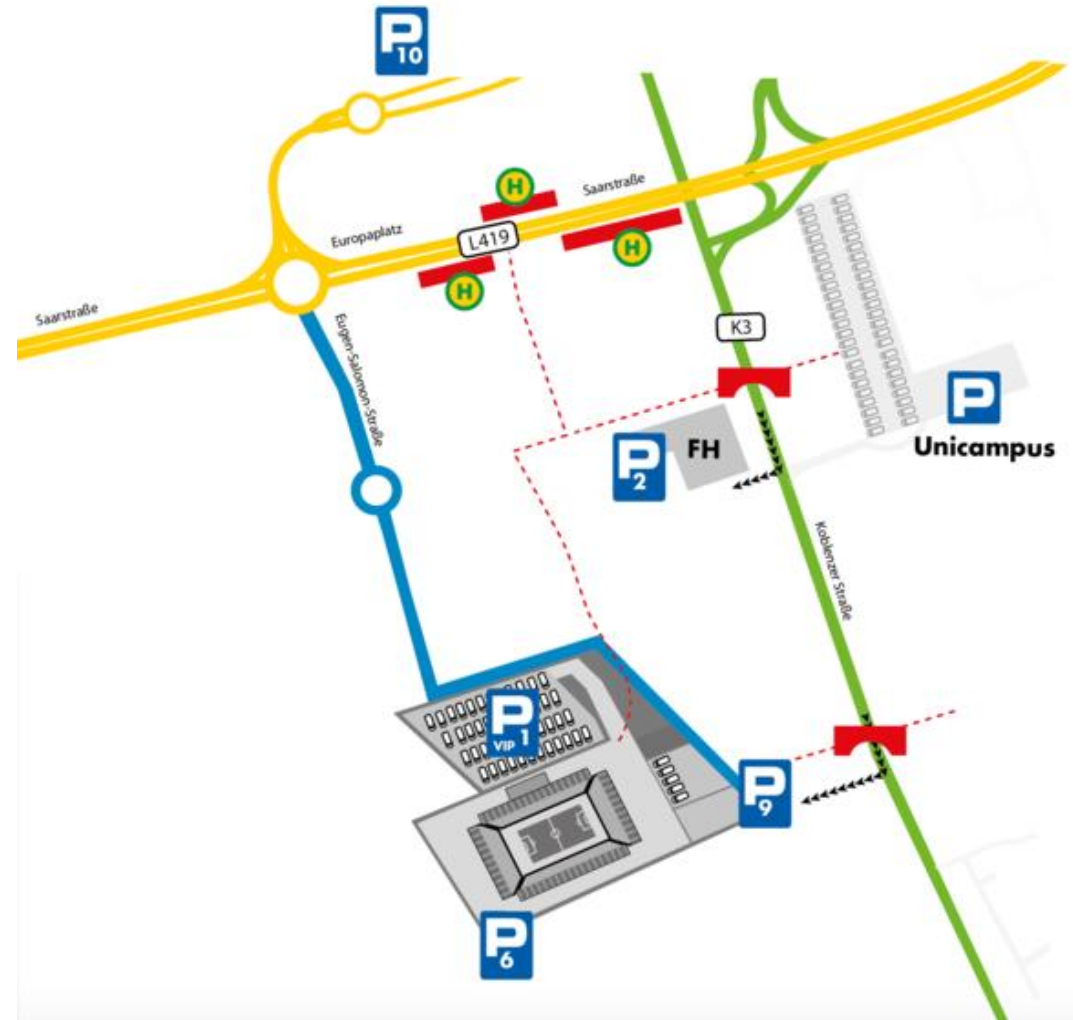 P
10
H
Saarstraße
Europaplatz
L419
H
H
Saarstraße
K3
Eugen-Salomon-Straße
P
Unicampus
P
2
FH
Koblenzer Straße
P
VIP 1
P
9
P
6